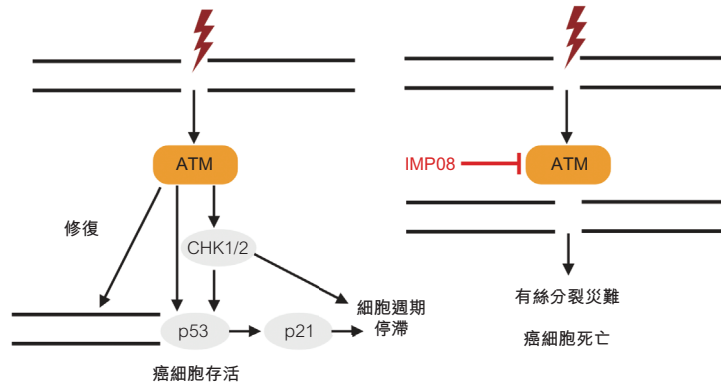 ATM
修復
CHK1/2
p53
p21
細胞週期
停滯
癌細胞存活
IMP08
ATM
有絲分裂災難
癌細胞死亡